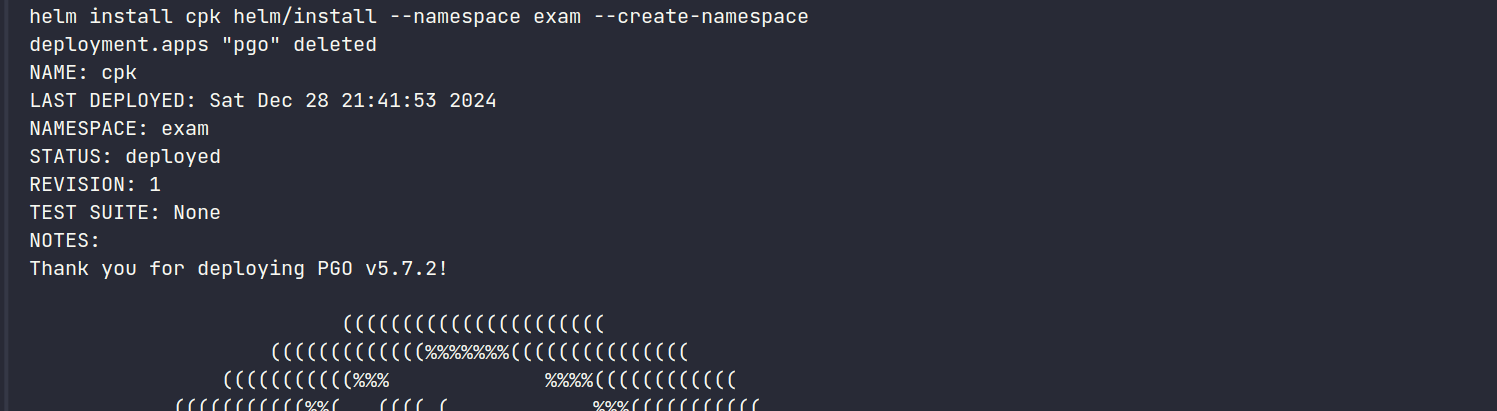 helm install cpk helm/install --namespace exam --create-namespace
deployment.apps "pgo" deleted
NAME: cpk
LAST DEPLOYED: Sat Dec 28 21:41:53 2024
NAMESPACE: exam
STATUS: deployed
REVISION: 1
TEST SUITE: None
NOTES:
Thank you for deploying PGO v5.7.2!
((((((((((((((((((((((
(((((((((((((%%%%%%%(((((((((((((((
(((((((((((%%%             %%%%((((((((((((
(((((((((((%%(   (((( (            %%%(((((((((((